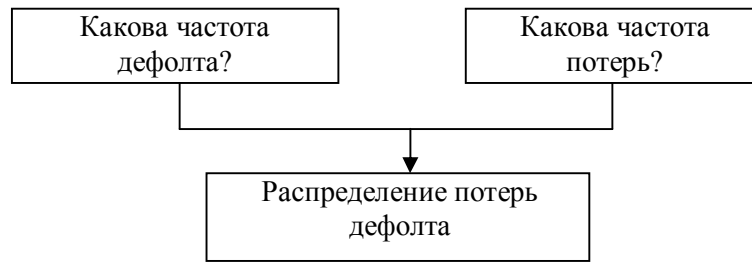 Какова частота
дефолта?
Какова частота
потерь?
Распределение потерь
дефолта